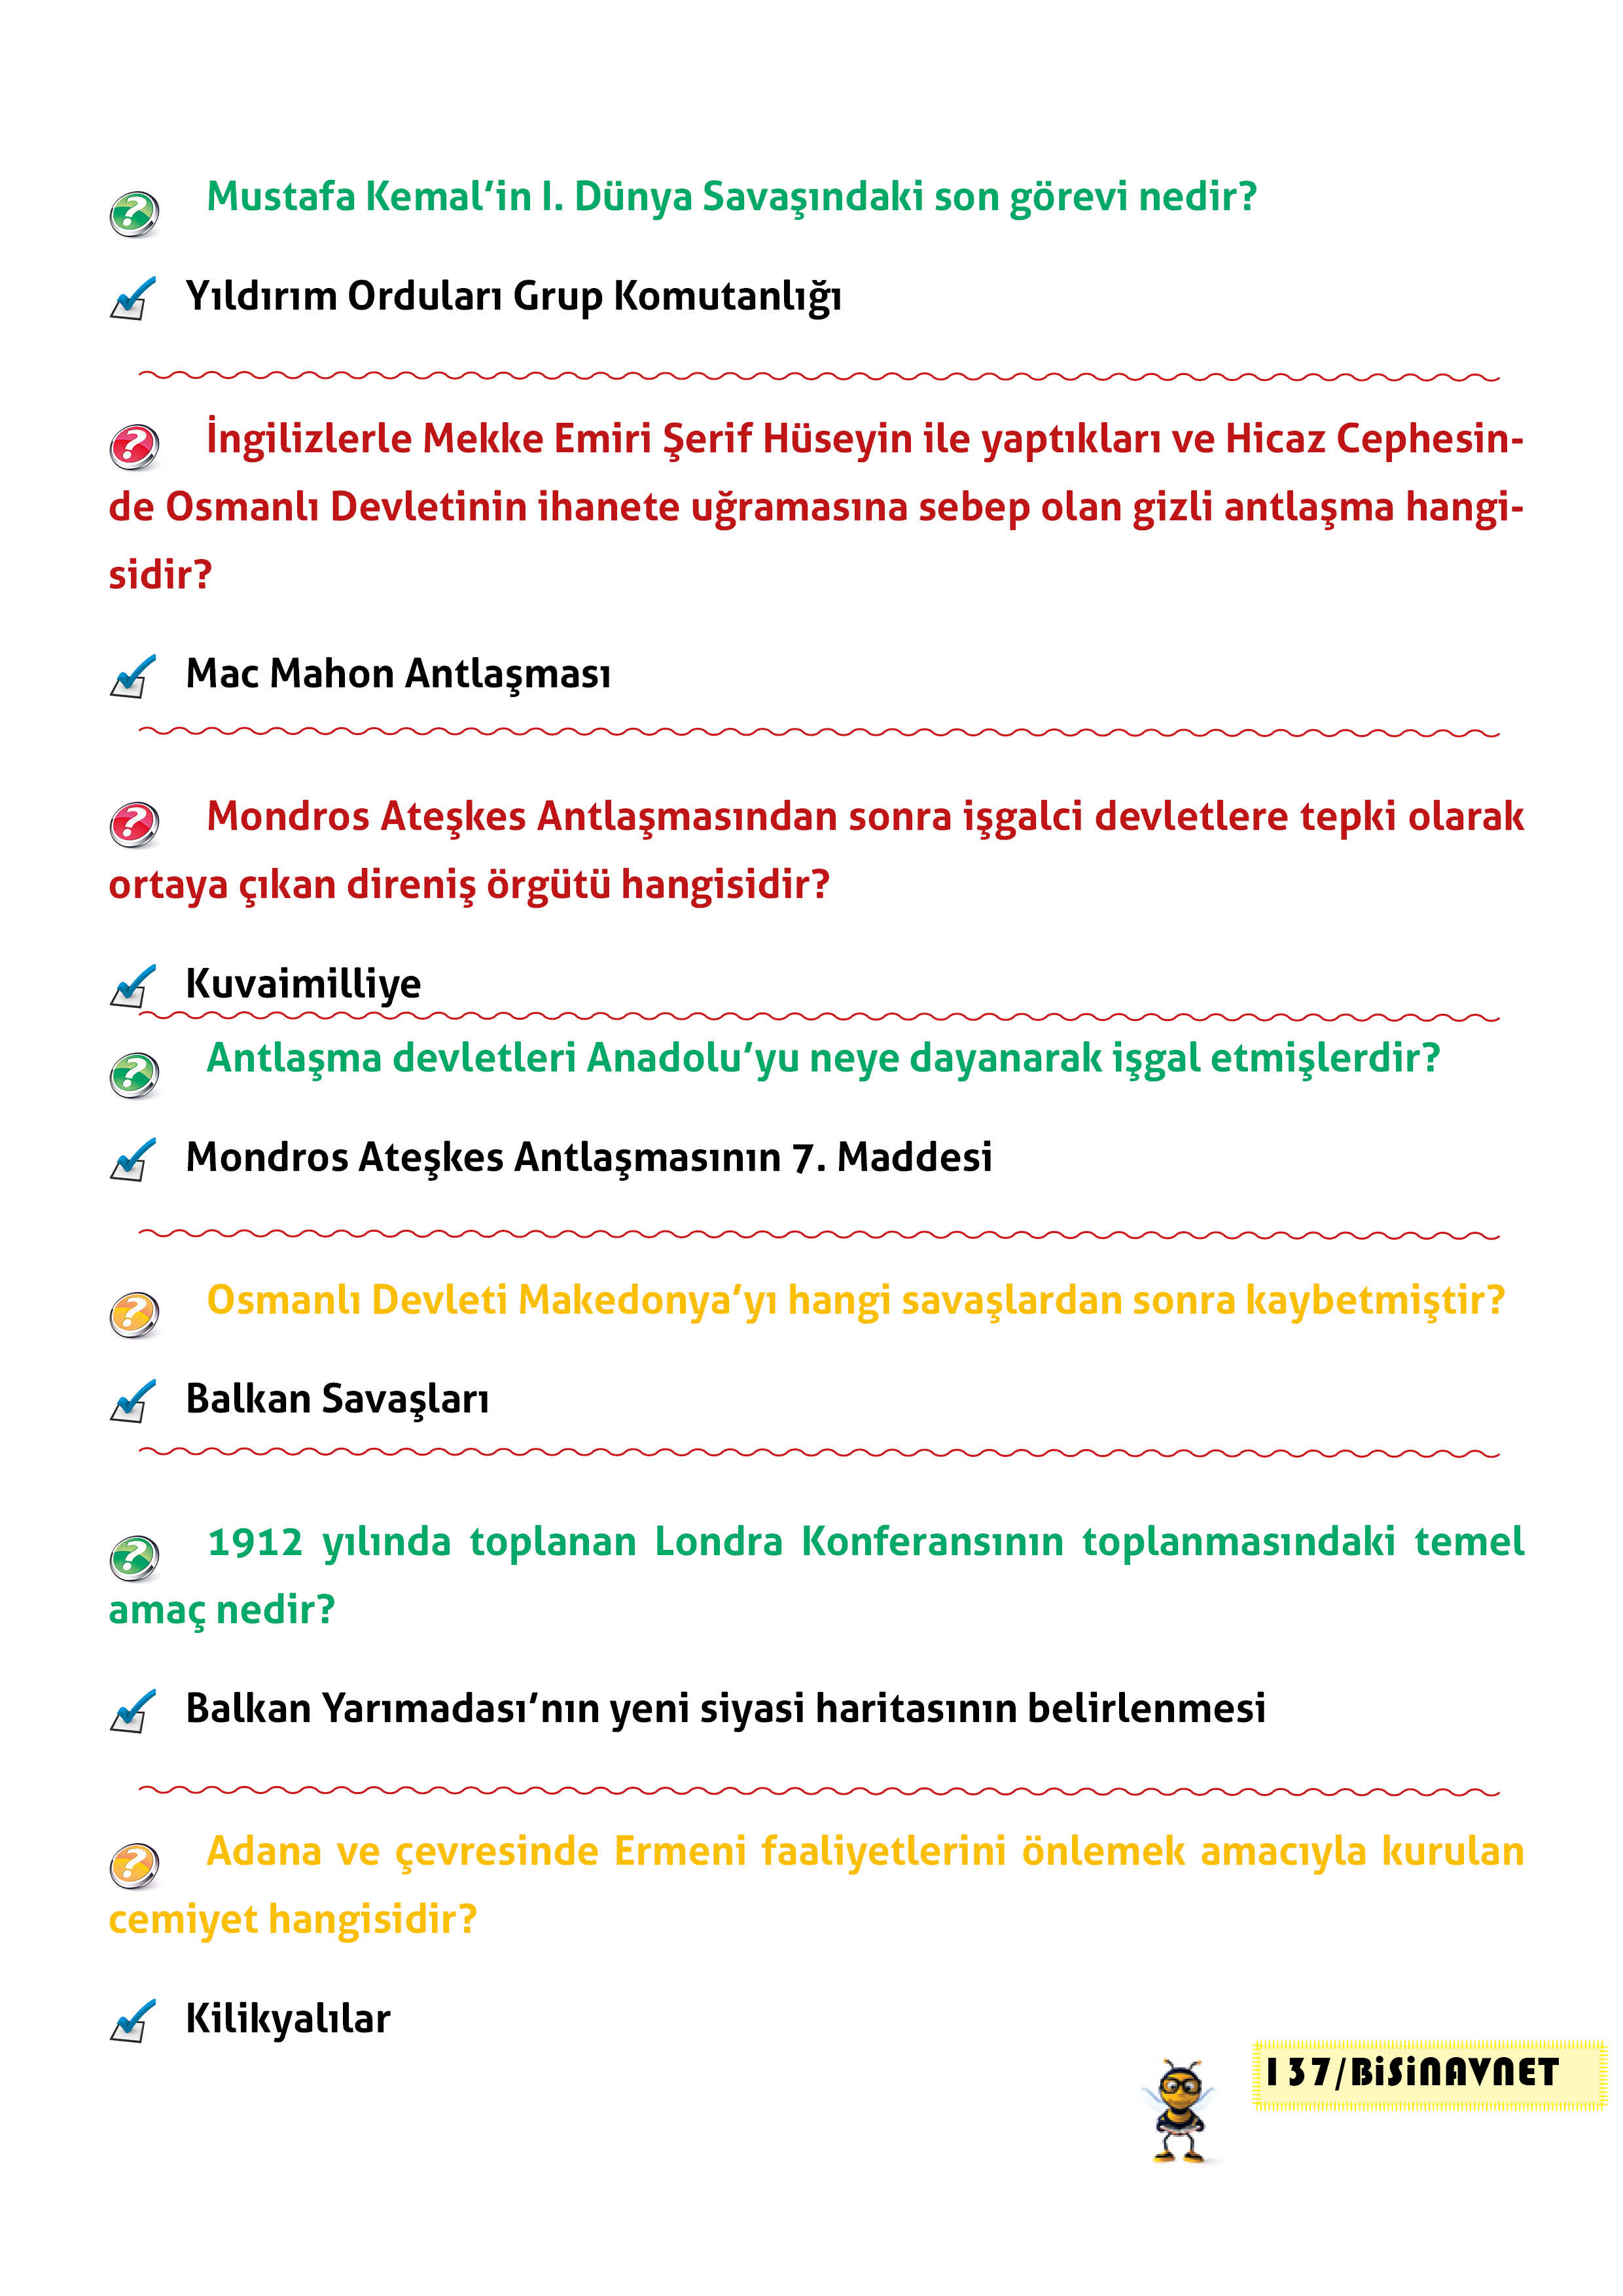 Mustafa Kemal’in I. Dünya Savaşındaki son görevi nedir?
Yıldırım Orduları Grup Komutanlığı
İngilizlerle Mekke Emiri Şerif Hüseyin ile yaptıkları ve Hicaz Cephesin-
de Osmanlı Devletinin ihanete uğramasına sebep olan gizli antlaşma hangi-
sidir?
Mac Mahon Antlaşması
Mondros Ateşkes Antlaşmasından sonra işgalci devletlere tepki olarak
ortaya çıkan direniş örgütü hangisidir?
Kuvaimilliye
Antlaşma devletleri Anadolu’yu neye dayanarak işgal etmişlerdir?
Mondros Ateşkes Antlaşmasının 7. Maddesi
Osmanlı Devleti Makedonya’yı hangi savaşlardan sonra kaybetmiştir?
Balkan Savaşları
1912 yılında toplanan Londra Konferansının toplanmasındaki temel
amaç nedir?
Balkan Yarımadası’nın yeni siyasi haritasının belirlenmesi
Adana ve çevresinde Ermeni faaliyetlerini önlemek amacıyla kurulan
cemiyet hangisidir?
Kilikyalılar
137/BiSiNAVNET